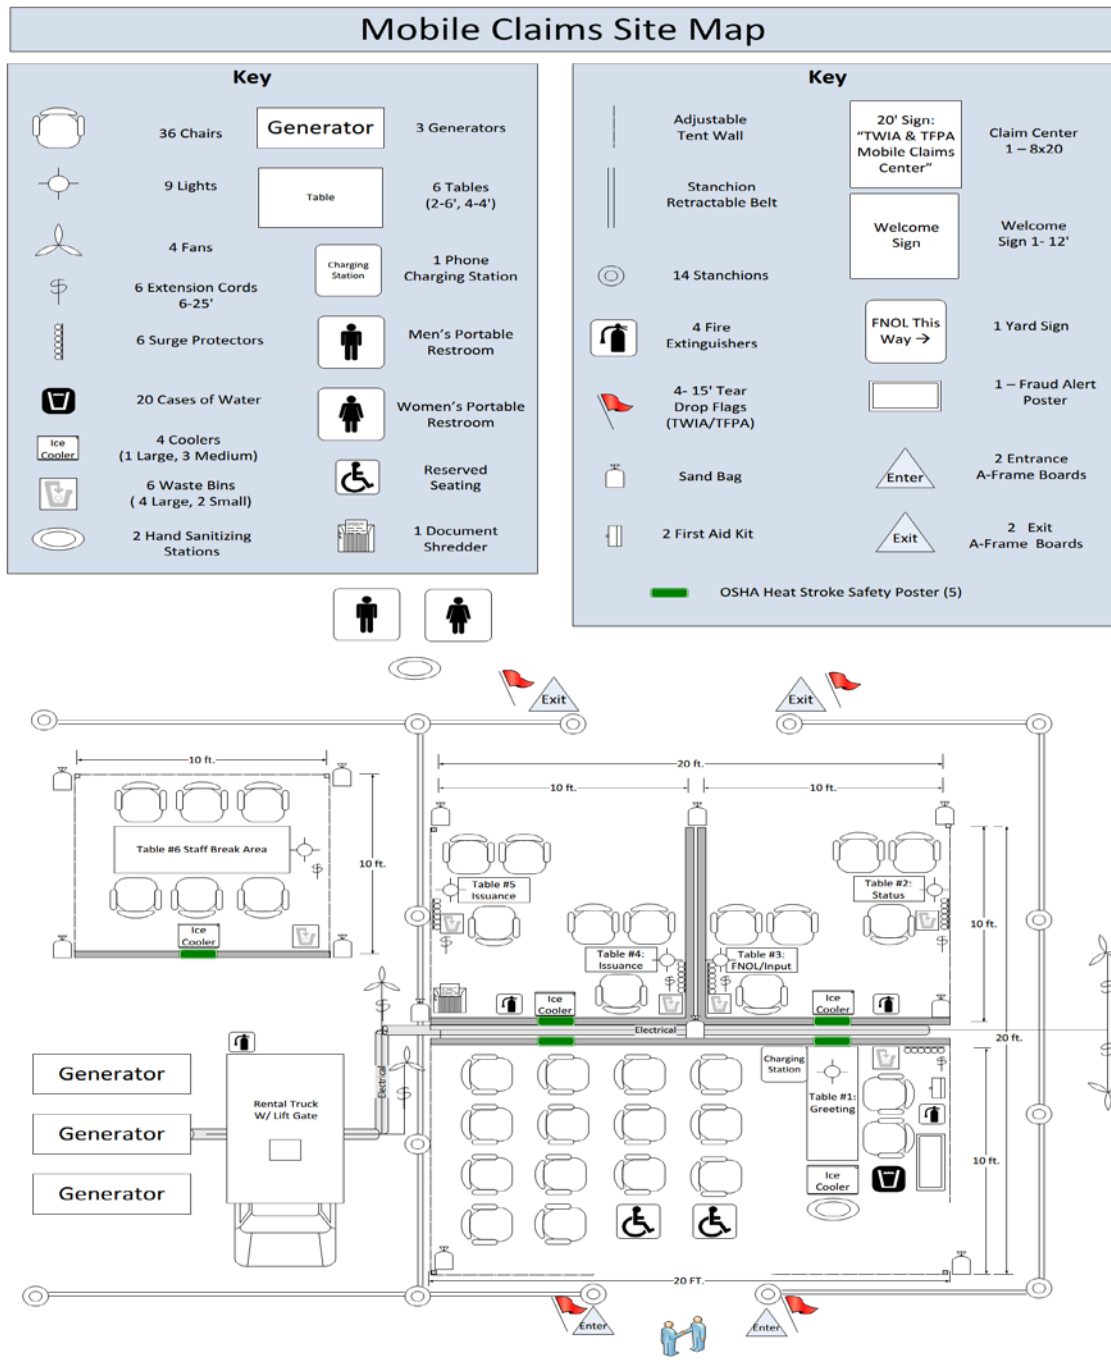 Mobile Claims Site Map
Key
36 Chairs
Generator
3 Generators
9 Lights
Table
6 Tables
(2-6', 4-4')
4 Fans
Charging
Station
1 Phone
Charging Station
6 Extension Cords
6-25'
6 Surge Protectors
Men's Portable
Restroom
20 Cases of Water
Women's Portable
Restroom
Ice
Cooler
4 Coolers
(1 Large, 3 Medium)
6 Waste Bins
( 4 Large, 2 Small)
Reserved
Seating
2 Hand Sanitizing
Stations
1 Document
Shredder
Key
Adjustable
Tent Wall
20' Sign:
"TWIA & TFPA
Mobile Claims
Center"
Claim Center
1 – 8x20
Stanchion
Retractable Belt
Welcome
Sign
Welcome
Sign 1- 12'
14 Stanchions
4 Fire
Extinguishers
FNOL This
Way →
1 Yard Sign
4- 15' Tear
Drop Flags
(TWIA/TFPA)
1 – Fraud Alert
Poster
Sand Bag
Enter
2 Entrance
A-Frame Boards
2 First Aid Kit
Exit
2 Exit
A-Frame Boards
OSHA Heat Stroke Safety Poster (5)
Exit
Exit
10 ft.
20 ft.
10 ft.
10 ft.
Table #6 Staff Break Area
10 ft.
Ice
Cooler
Table #5
Issuance
Table #2:
Status
10 ft.
Table #4:
Issuance
Table #3:
FNOL/Input
Ice
Cooler
Ice
Cooler
Electrical
20 ft.
Generator
Generator
Generator
Rental Truck
W/ Lift Gate
Electrical
Charging
Station
Table #1:
Greeting
10 ft.
Ice
Cooler
20 FT.
Enter
Enter